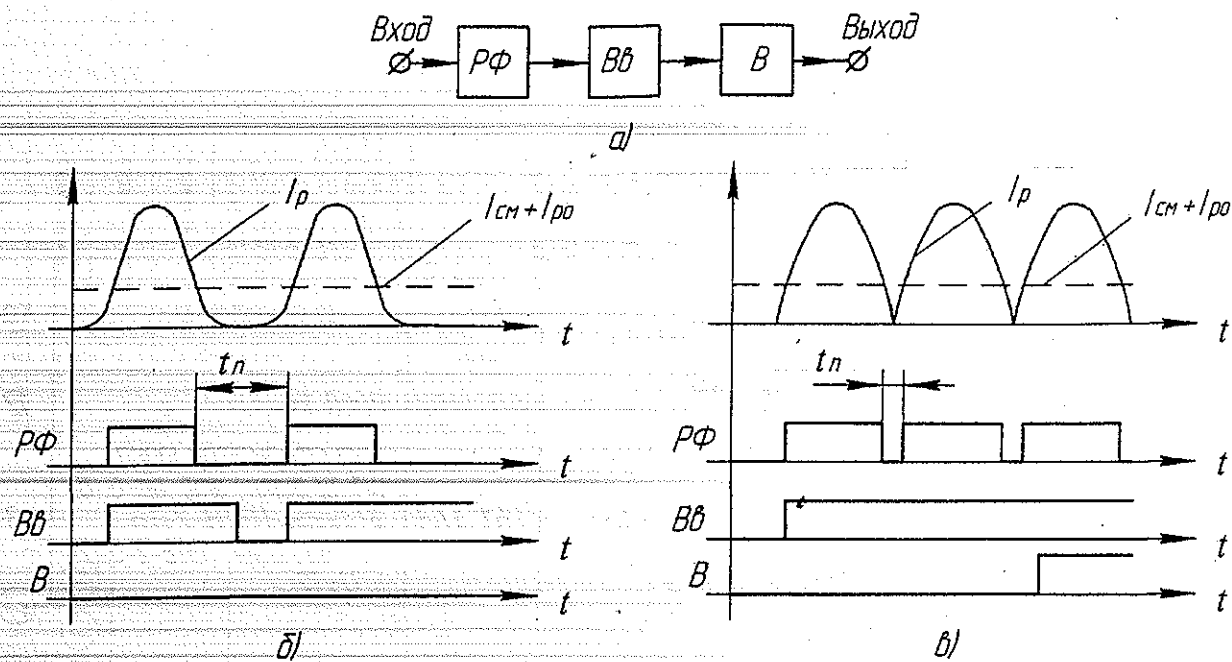 Вход
РФ
Вв
В
Выход
а)
Iр
Iсм+Iро
t
tп
РФ
t
Вв
t
В
t
б)
Iр
Iсм+Iро
t
tп
РФ
t
Вв
t
В
t
в)